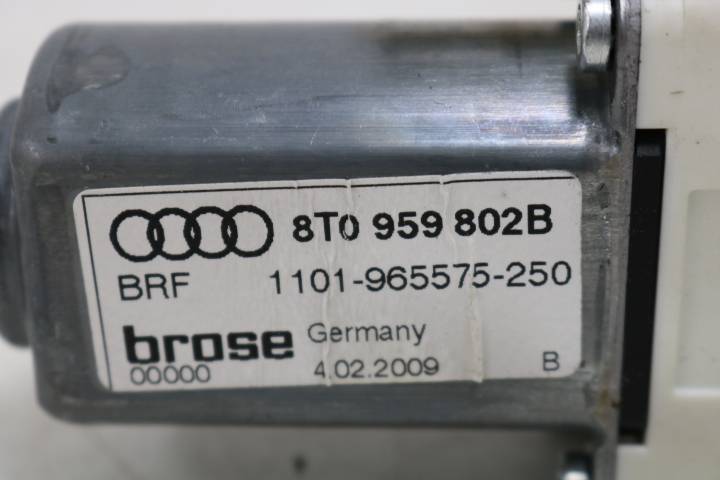 8T0 959 802B
BRF 1101-965575-250
brose Germany
00000 4.02.2009 B